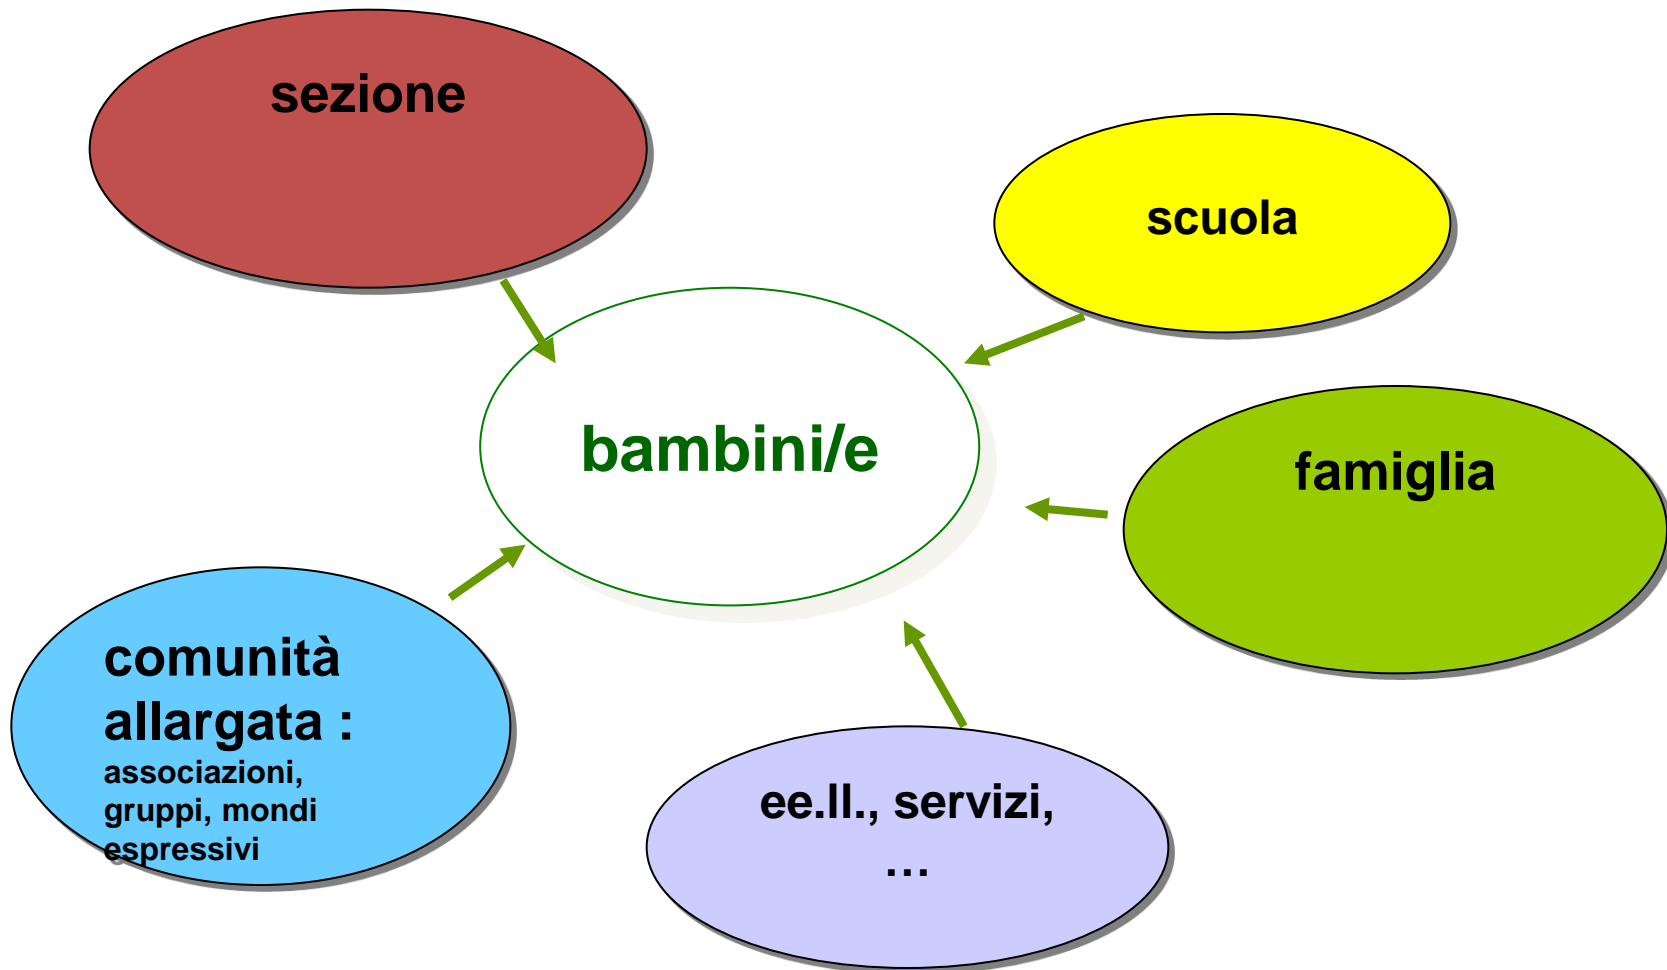 sezione
scuola
bambini/e
famiglia
comunità
allargata :
associazioni,
gruppi, mondi
espressivi
ee.ll., servizi,
…